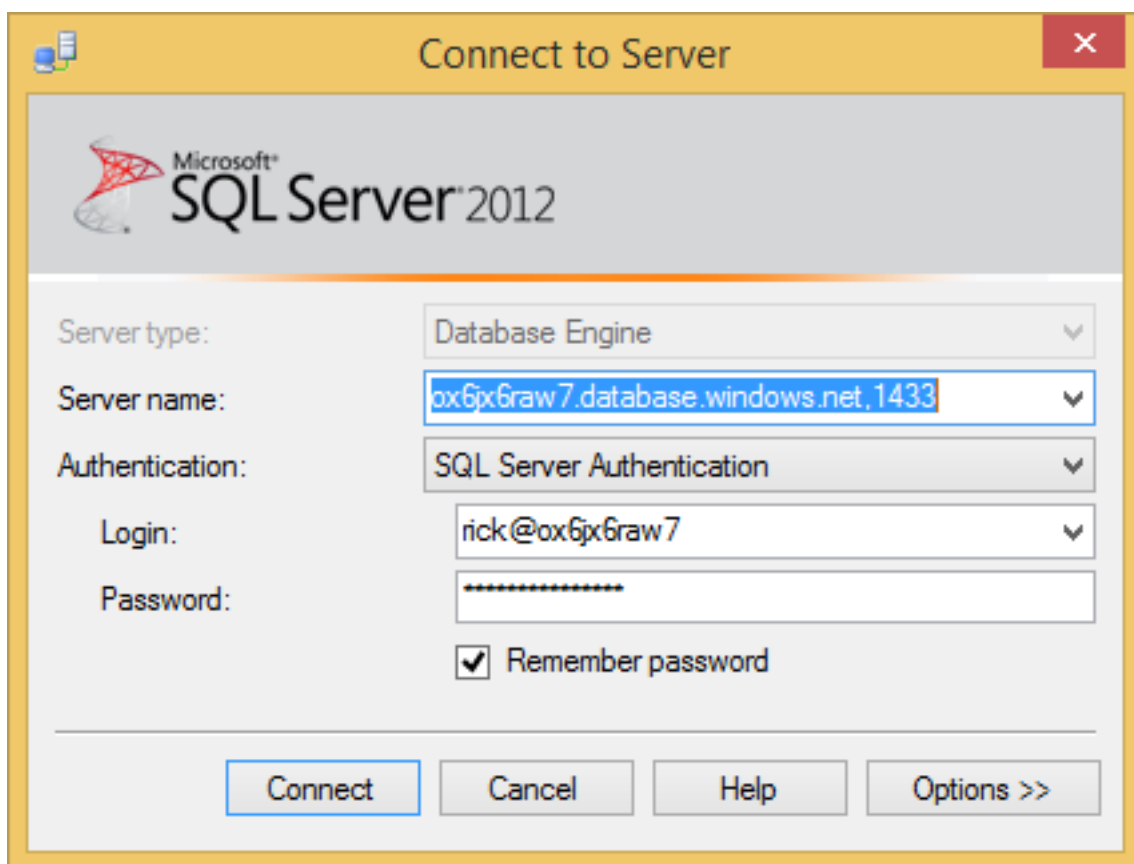 Connect to Server
Microsoft®
SQL Server® 2012
Server type: Database Engine
Server name: ox6jx6raw7.database.windows.net,1433
Authentication: SQL Server Authentication
Login: rick@ox6jx6raw7
Password: ***************
Remember password
Connect Cancel Help Options >>